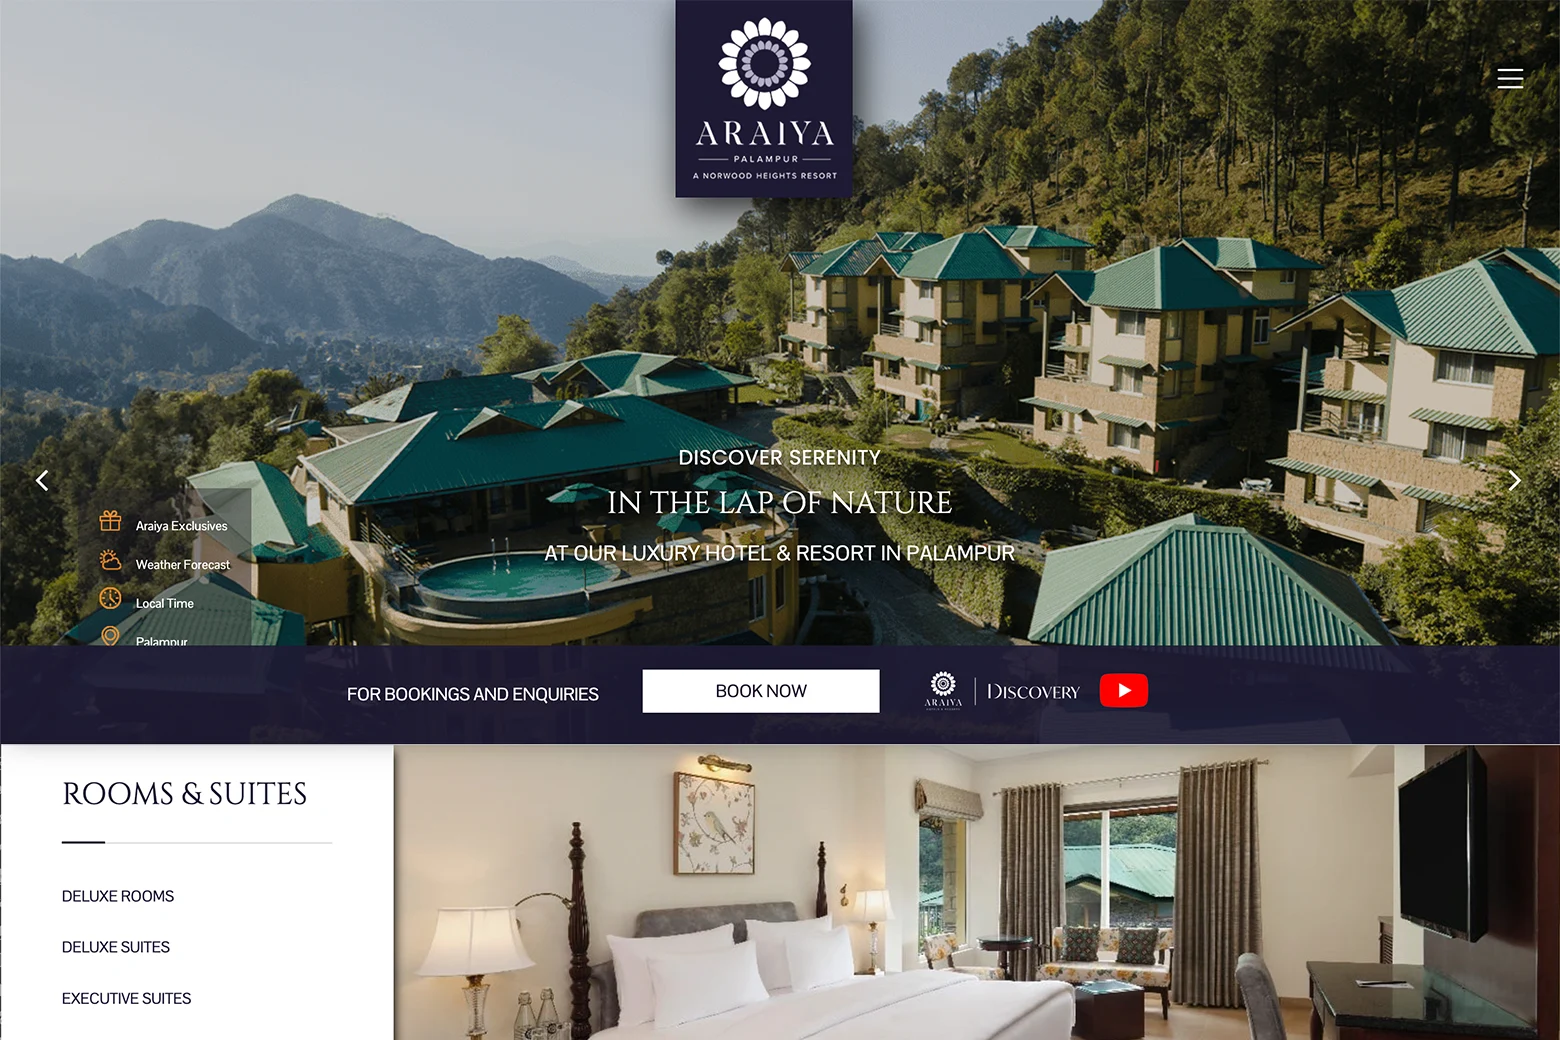 ARAIYA
PALAMPUR
A NORWOOD HEIGHTS RESORT
DISCOVER SERENITY
IN THE LAP OF NATURE
AT OUR LUXURY HOTEL & RESORT IN PALAMPUR
Araiya Exclusives
Weather Forecast
Local Time
Palampur
FOR BOOKINGS AND ENQUIRIES
BOOK NOW
ARAIYA
DISCOVERY
ROOMS & SUITES
DELUXE ROOMS
DELUXE SUITES
EXECUTIVE SUITES